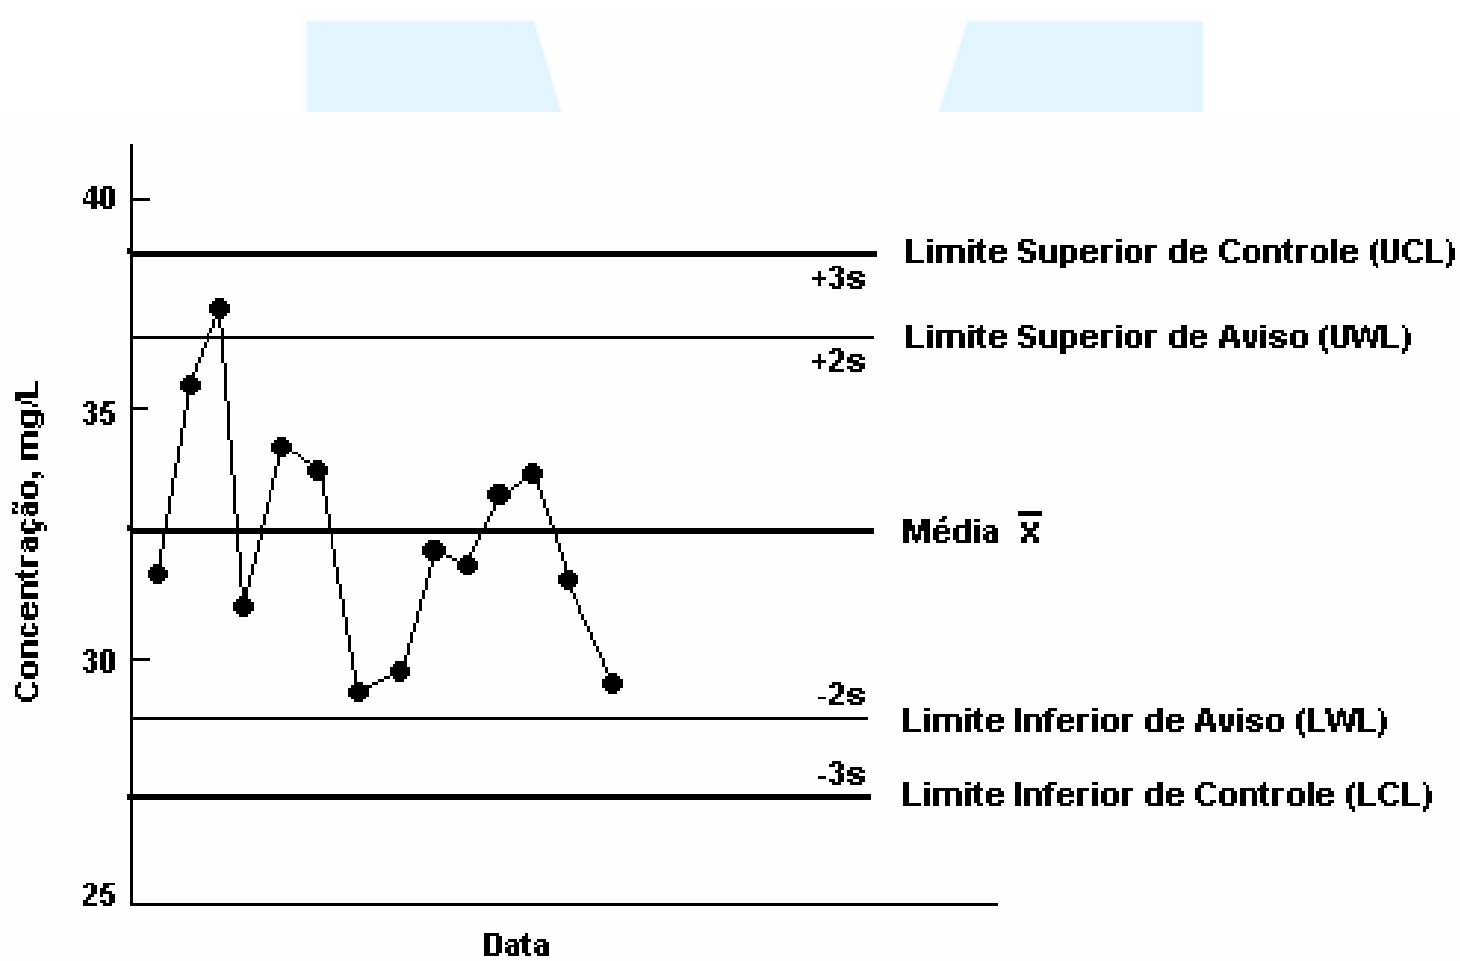 40
Limite Superior de Controle (UCL)
+3s
Limite Superior de Aviso (UWL)
+2s
35
Concentração, mg/L
Média x̄
30
-2s
Limite Inferior de Aviso (LWL)
-3s
Limite Inferior de Controle (LCL)
25
Data